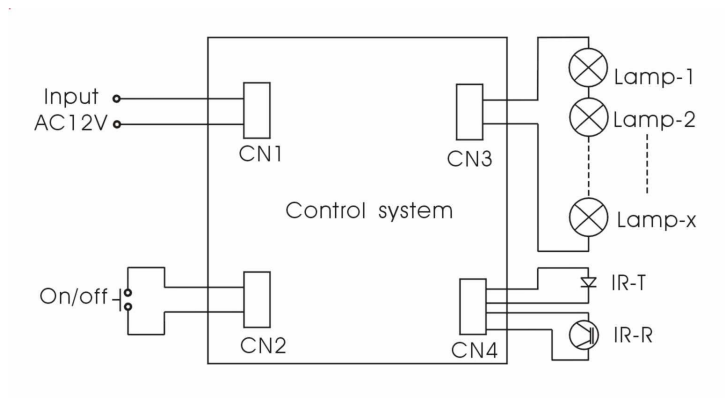 Input
AC12V
CN1
CN3
Lamp-1
Lamp-2
Control system
Lamp-x
On/off
CN2
CN4
IR-T
IR-R